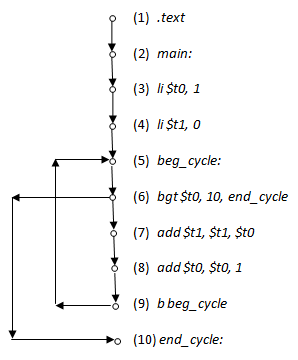 (1) .text
(2) main:
(3) li $t0, 1
(4) li $t1, 0
(5) beg_cycle:
(6) bgt $t0, 10, end_cycle
(7) add $t1, $t1, $t0
(8) add $t0, $t0, 1
(9) b beg_cycle
(10) end_cycle: